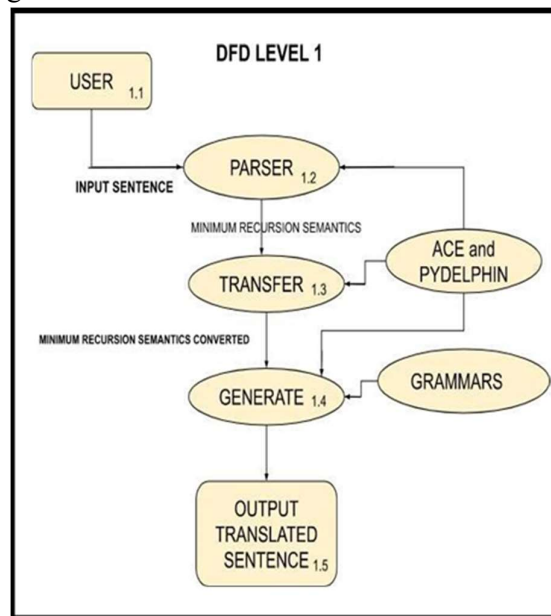 DFD LEVEL 1
USER 1.1
PARSER 1.2
INPUT SENTENCE
MINIMUM RECURSION SEMANTICS
ACE and
PYDELPHIN
TRANSFER 1.3
MINIMUM RECURSION SEMANTICS CONVERTED
GRAMMARS
GENERATE 1.4
OUTPUT
TRANSLATED
SENTENCE 1.5